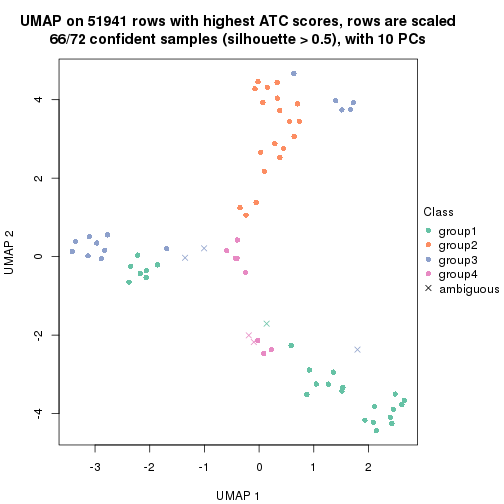 UMAP on 51941 rows with highest ATC scores, rows are scaled
66/72 confident samples (silhouette > 0.5), with 10 PCs
4
2
0
-2
-4
UMAP 2
Class
group1
group2
group3
group4
ambiguous
-3 -2 -1 0 1 2
UMAP 1